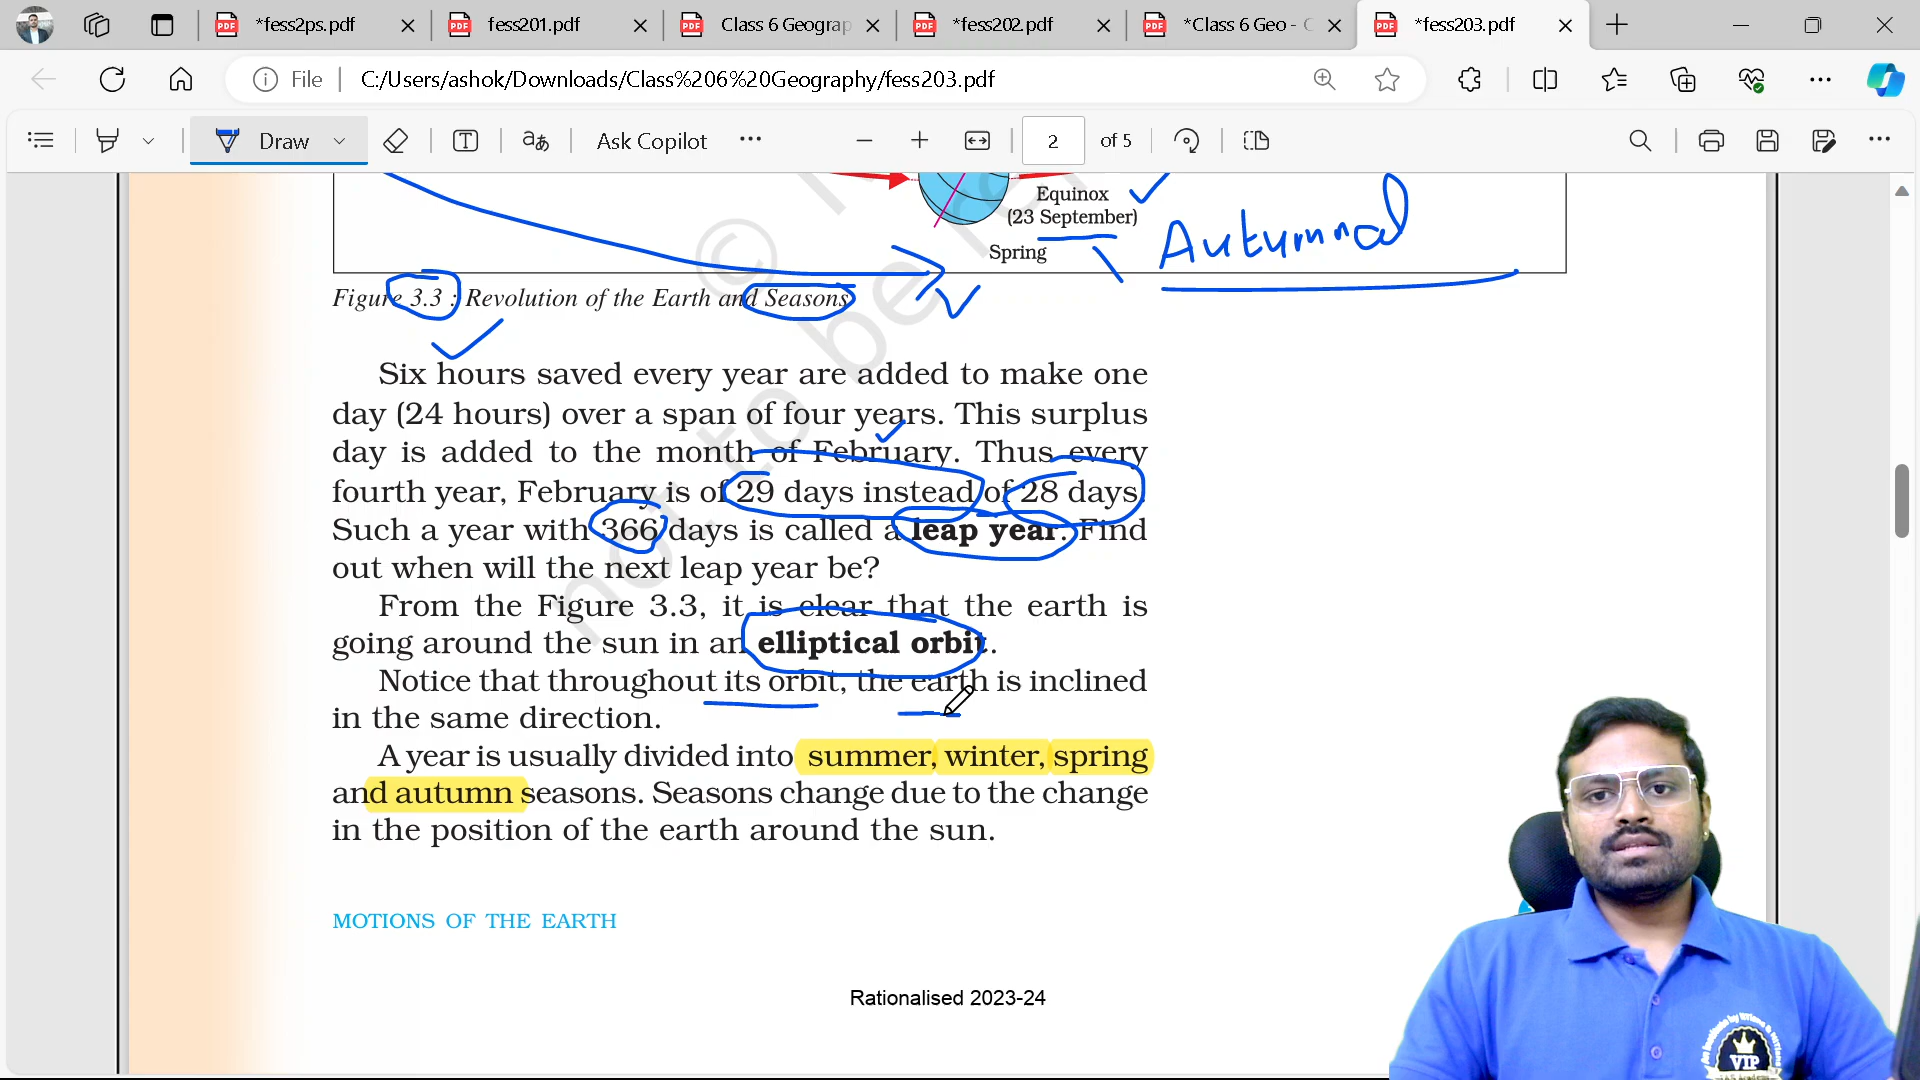 *fess2ps.pdf
fess201.pdf
Class 6 Geograp
*fess202.pdf
*Class 6 Geo - C
*fess203.pdf
File
C:/Users/ashok/Downloads/Class%206%20Geography/fess203.pdf
Draw
Ask Copilot
2 of 5
Equinox
(23 September)
Spring
Autumnal
Figure 3.3 : Revolution of the Earth and Seasons
Six hours saved every year are added to make one
day (24 hours) over a span of four years. This surplus
day is added to the month of February. Thus every
fourth year, February is of 29 days instead of 28 days.
Such a year with 366 days is called a leap year. Find
out when will the next leap year be?
From the Figure 3.3, it is clear that the earth is
going around the sun in an elliptical orbit.
Notice that throughout its orbit, the earth is inclined
in the same direction.
A year is usually divided into summer, winter, spring
and autumn seasons. Seasons change due to the change
in the position of the earth around the sun.
MOTIONS OF THE EARTH
Rationalised 2023-24
© N
not to be re
VIP